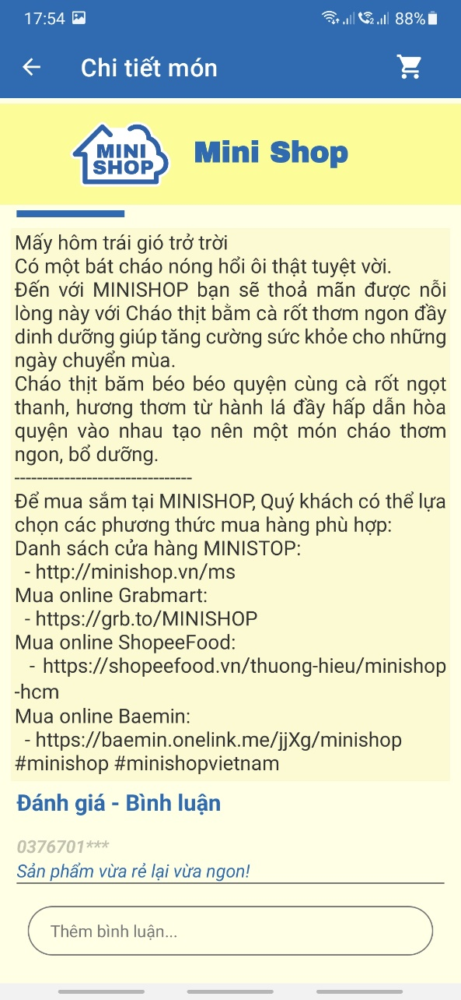 17:54
88%
Chi tiết món
MINI
SHOP
Mini Shop
Mấy hôm trái gió trở trời
Có một bát cháo nóng hổi ôi thật tuyệt vời.
Đến với MINISHOP bạn sẽ thoả mãn được nỗi
lòng này với Cháo thịt bằm cà rốt thơm ngon đầy
dinh dưỡng giúp tăng cường sức khỏe cho những
ngày chuyển mùa.
Cháo thịt băm béo béo quyện cùng cà rốt ngọt
thanh, hương thơm từ hành lá đầy hấp dẫn hòa
quyện vào nhau tạo nên một món cháo thơm
ngon, bổ dưỡng.
--------------------------------
Để mua sắm tại MINISHOP, Quý khách có thể lựa
chọn các phương thức mua hàng phù hợp:
Danh sách cửa hàng MINISTOP:
- http://minishop.vn/ms
Mua online Grabmart:
- https://grb.to/MINISHOP
Mua online ShopeeFood:
- https://shopeefood.vn/thuong-hieu/minishop
-hcm
Mua online Baemin:
- https://baemin.onelink.me/jjXg/minishop
#minishop #minishopvietnam
Đánh giá - Bình luận
0376701***
Sản phẩm vừa rẻ lại vừa ngon!
Thêm bình luận...